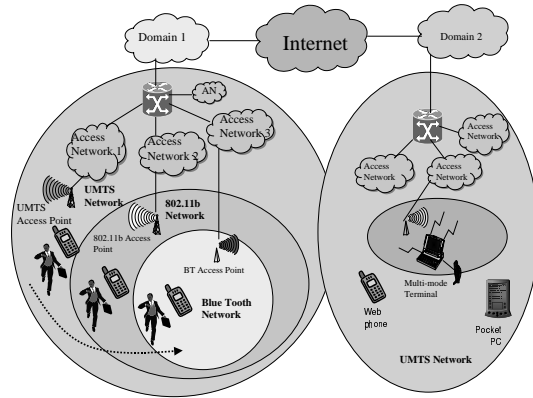 Domain 1
Internet
Domain 2
AN
Access
Network 1
Access
Network 2
Access
Network 3
Access
Network
Access
Network
Access
Network
UMTS
Access Point
UMTS
Network
802.11b
Network
802.11b Access
Point
BT Access Point
Blue Tooth
Network
Multi-mode
Terminal
Web
phone
Pocket
PC
UMTS Network